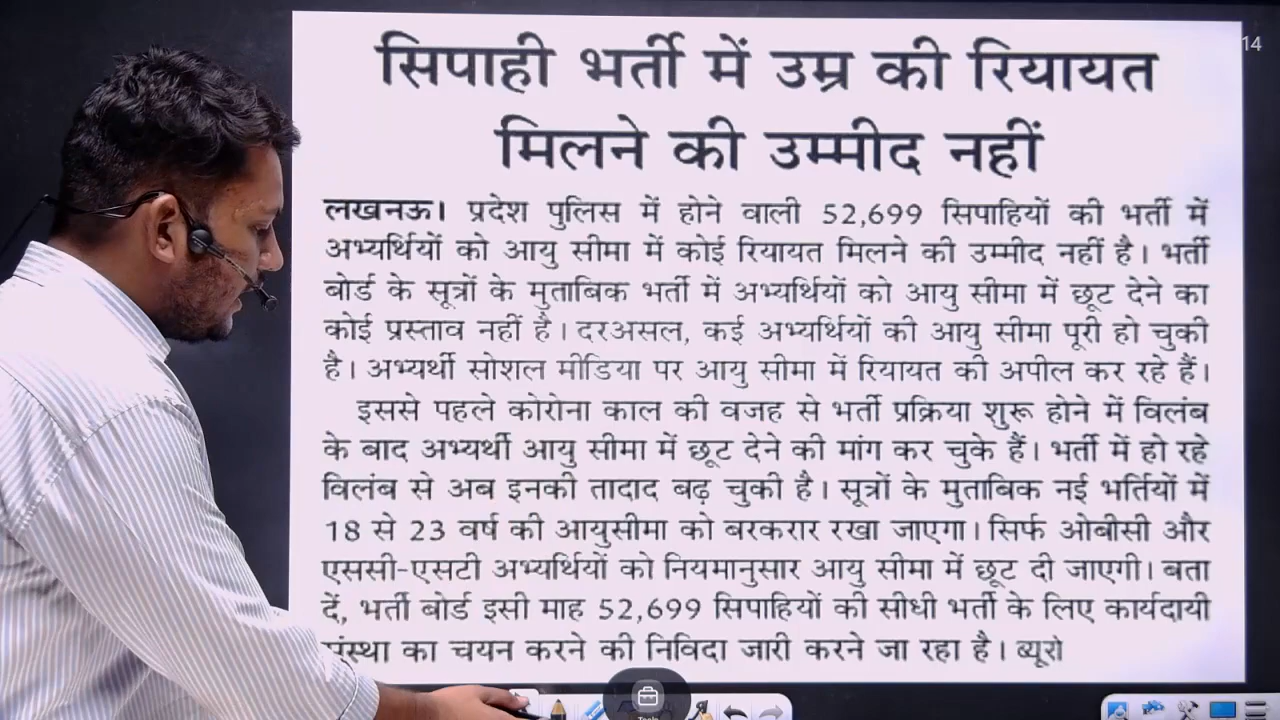 14
सिपाही भर्ती में उम्र की रियायत
मिलने की उम्मीद नहीं
लखनऊ। प्रदेश पुलिस में होने वाली 52,699 सिपाहियों की भर्ती में
अभ्यर्थियों को आयु सीमा में कोई रियायत मिलने की उम्मीद नहीं है। भर्ती
बोर्ड के सूत्रों के मुताबिक भर्ती में अभ्यर्थियों को आयु सीमा में छूट देने का
कोई प्रस्ताव नहीं है। दरअसल, कई अभ्यर्थियों की आयु सीमा पूरी हो चुकी
है। अभ्यर्थी सोशल मीडिया पर आयु सीमा में रियायत की अपील कर रहे हैं।
इससे पहले कोरोना काल की वजह से भर्ती प्रक्रिया शुरू होने में विलंब
के बाद अभ्यर्थी आयु सीमा में छूट देने की मांग कर चुके हैं। भर्ती में हो रहे
विलंब से अब इनकी तादाद बढ़ चुकी है। सूत्रों के मुताबिक नई भर्तियों में
18 से 23 वर्ष की आयुसीमा को बरकरार रखा जाएगा। सिर्फ ओबीसी और
एससी-एसटी अभ्यर्थियों को नियमानुसार आयु सीमा में छूट दी जाएगी। बता
दें, भर्ती बोर्ड इसी माह 52,699 सिपाहियों की सीधी भर्ती के लिए कार्यदायी
संस्था का चयन करने की निविदा जारी करने जा रहा है। ब्यूरो